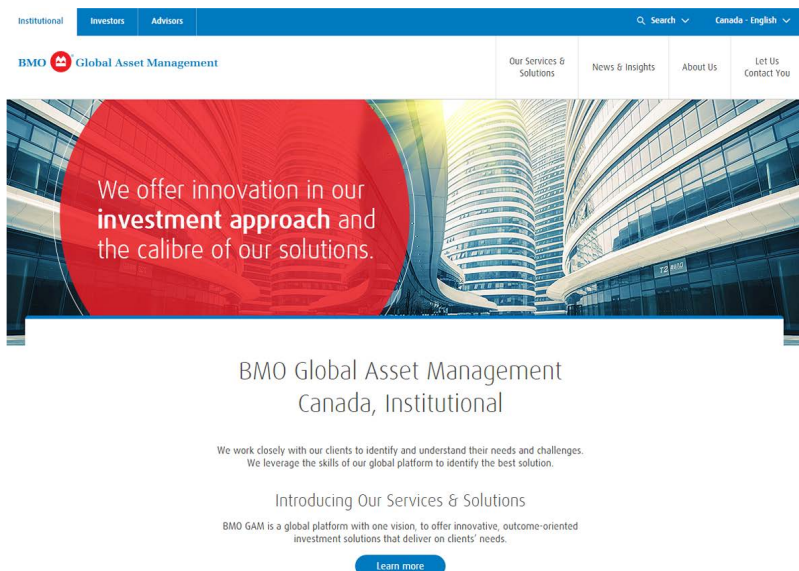 Institutional Investors Advisors Search Canada - English
BMO Global Asset Management
Our Services &
Solutions
News & Insights
About Us
Let Us
Contact You
We offer innovation in our
investment approach and
the calibre of our solutions.
BMO Global Asset Management
Canada, Institutional
We work closely with our clients to identify and understand their needs and challenges.
We leverage the skills of our global platform to identify the best solution.
Introducing Our Services & Solutions
BMO GAM is a global platform with one vision, to offer innovative, outcome-oriented
investment solutions that deliver on clients' needs.
Learn more